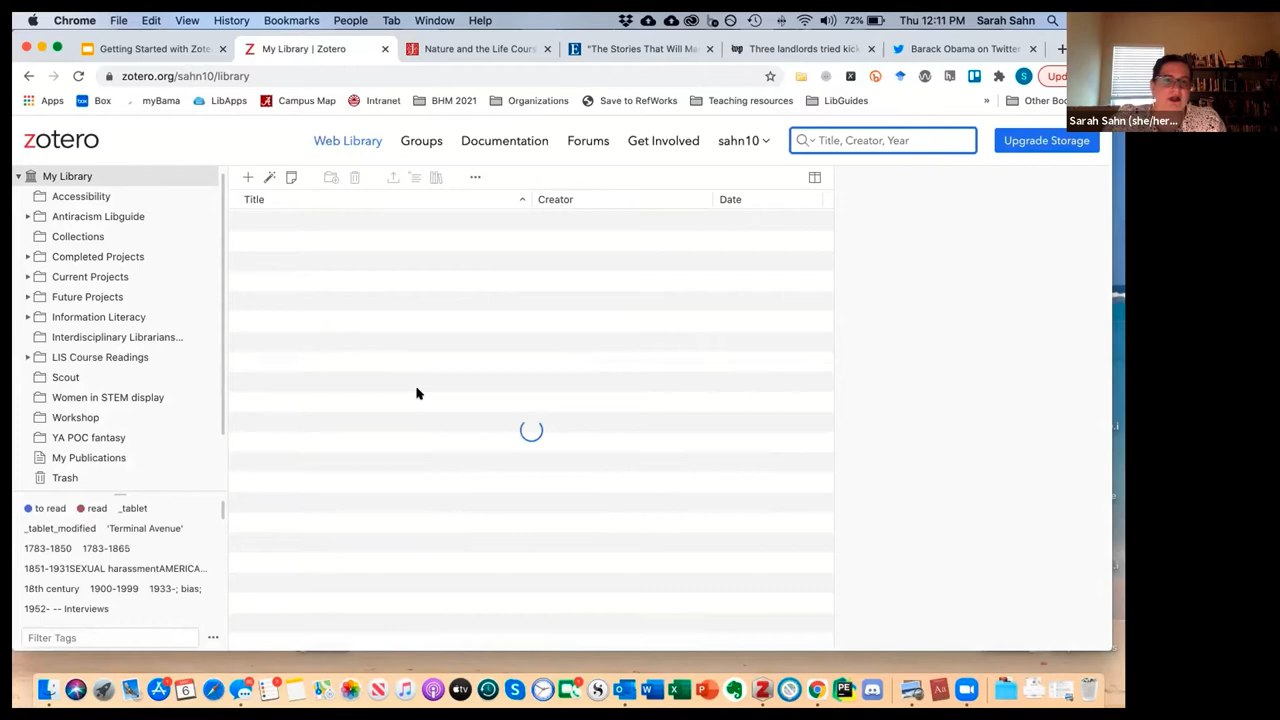 Chrome File Edit View History Bookmarks People Tab Window Help 72% Thu 12:11 PM Sarah Sahn
Getting Started with Zote
My Library | Zotero
Nature and the Life Cours
"The Stories That Will Ma
Three landlords tried kick
Barack Obama on Twitter
zotero.org/sahn10/library
Apps Box myBama LibApps Campus Map Intranet BHM 2021 Organizations Save to RefWorks Teaching resources LibGuides » Other Boo
Sarah Sahn (she/her...
zotero
Web Library Groups Documentation Forums Get Involved sahn10 Title, Creator, Year Upgrade Storage
My Library
Accessibility
Antiracism Libguide
Collections
Completed Projects
Current Projects
Future Projects
Information Literacy
Interdisciplinary Librarians...
LIS Course Readings
Scout
Women in STEM display
Workshop
YA POC fantasy
My Publications
Trash
Title Creator Date
to read read _tablet
_tablet_modified 'Terminal Avenue'
1783-1850 1783-1865
1851-1931SEXUAL harassmentAMERICA...
18th century 1900-1999 1933-; bias;
1952- -- Interviews
Filter Tags